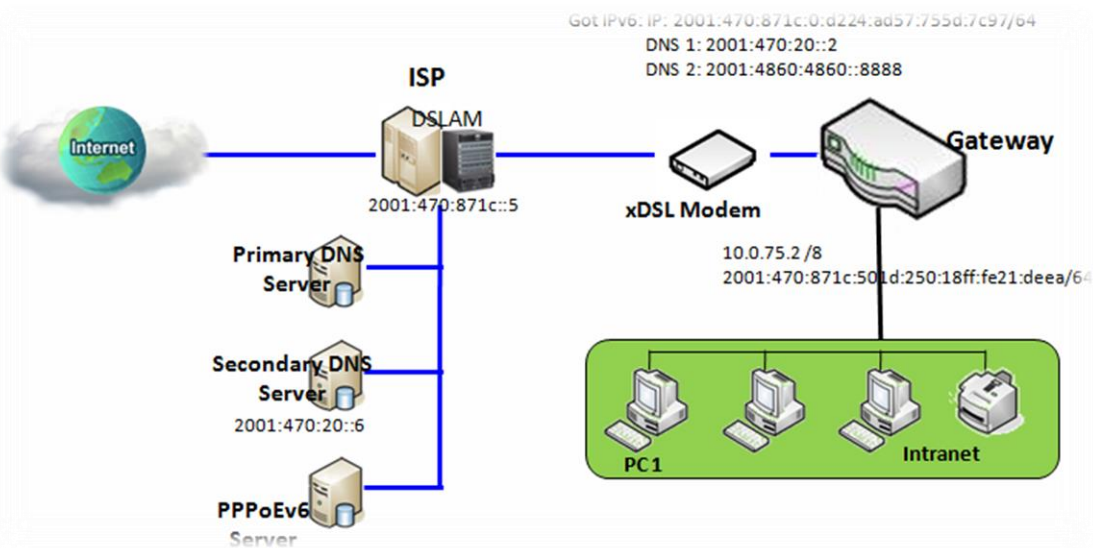 Got IPv6: IP: 2001:470:871c:0:d224:ad57:755d:7c97/64
DNS 1: 2001:470:20::2
DNS 2: 2001:4860:4860::8888
ISP
DSLAM
Internet
Gateway
2001:470:871c::5
xDSL Modem
Primary DNS
Server
10.0.75.2 /8
2001:470:871c:501d:250:18ff:fe21:deea/64
Secondary DNS
Server
2001:470:20::6
PC1
Intranet
PPPoEv6
Server